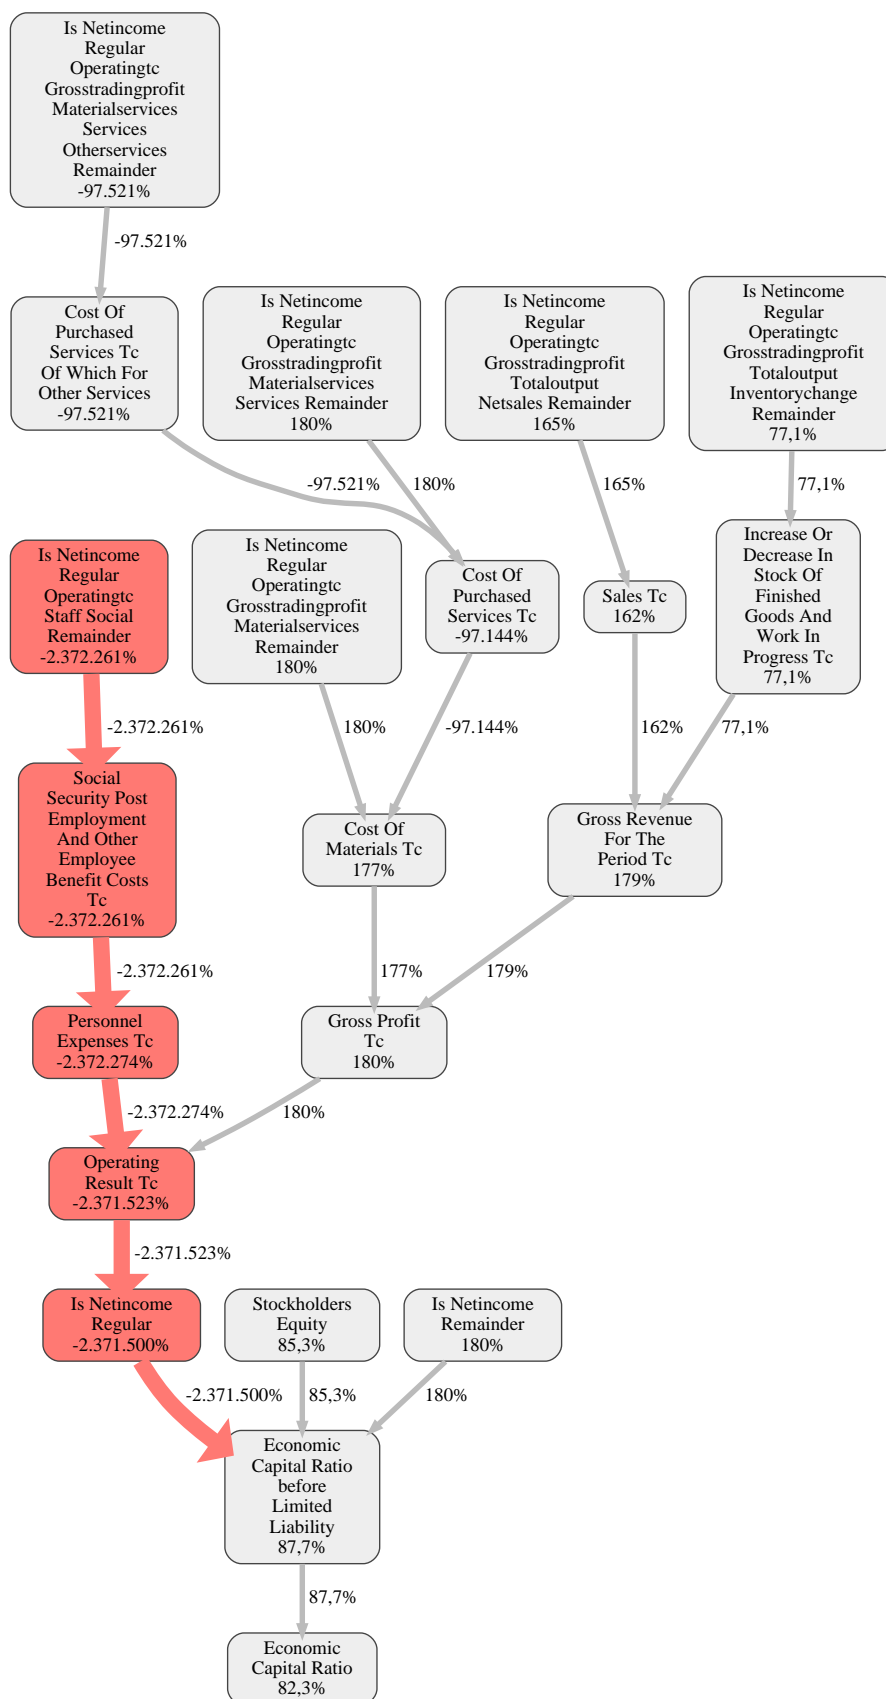 Is Netincome
Regular
Operatingtc
Grosstradingprofit
Materialservices
Services
Otherservices
Remainder
-97.521%
-97.521%
Cost Of
Purchased
Services Tc
Of Which For
Other Services
-97.521%
Is Netincome
Regular
Operatingtc
Grosstradingprofit
Materialservices
Services Remainder
180%
Is Netincome
Regular
Operatingtc
Grosstradingprofit
Totaloutput
Netsales Remainder
165%
Is Netincome
Regular
Operatingtc
Grosstradingprofit
Totaloutput
Inventorychange
Remainder
77,1%
-97.521%
180%
165%
77,1%
Is Netincome
Regular
Operatingtc
Staff Social
Remainder
-2.372.261%
Is Netincome
Regular
Operatingtc
Grosstradingprofit
Materialservices
Remainder
180%
Cost Of
Purchased
Services Tc
-97.144%
Sales Tc
162%
Increase Or
Decrease In
Stock Of
Finished
Goods And
Work In
Progress Tc
77,1%
-2.372.261%
180%
-97.144%
162%
77,1%
Social
Security Post
Employment
And Other
Employee
Benefit Costs
Tc
-2.372.261%
Cost Of
Materials Tc
177%
Gross Revenue
For The
Period Tc
179%
-2.372.261%
177%
179%
Personnel
Expenses Tc
-2.372.274%
Gross Profit
Tc
180%
-2.372.274%
180%
Operating
Result Tc
-2.371.523%
-2.371.523%
Is Netincome
Regular
-2.371.500%
Stockholders
Equity
85,3%
Is Netincome
Remainder
180%
-2.371.500%
85,3%
180%
Economic
Capital Ratio
before
Limited
Liability
87,7%
87,7%
Economic
Capital Ratio
82,3%